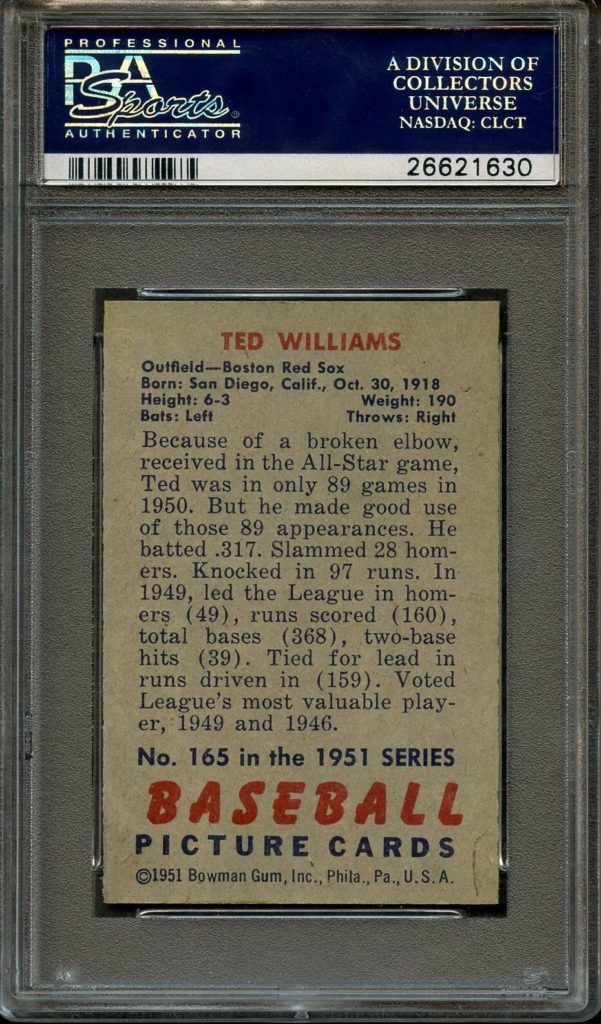 PROFESSIONAL
PSA
Sports
AUTHENTICATOR
A DIVISION OF
COLLECTORS
UNIVERSE
NASDAQ: CLCT
26621630
TED WILLIAMS
Outfield—Boston Red Sox
Born: San Diego, Calif., Oct. 30, 1918
Height: 6-3 Weight: 190
Bats: Left Throws: Right
Because of a broken elbow,
received in the All-Star game,
Ted was in only 89 games in
1950. But he made good use
of those 89 appearances. He
batted .317. Slammed 28 hom-
ers. Knocked in 97 runs. In
1949, led the League in hom-
ers (49), runs scored (160),
total bases (368), two-base
hits (39). Tied for lead in
runs driven in (159). Voted
League's most valuable play-
er, 1949 and 1946.
No. 165 in the 1951 SERIES
BASEBALL
PICTURE CARDS
©1951 Bowman Gum, Inc., Phila., Pa., U.S.A.